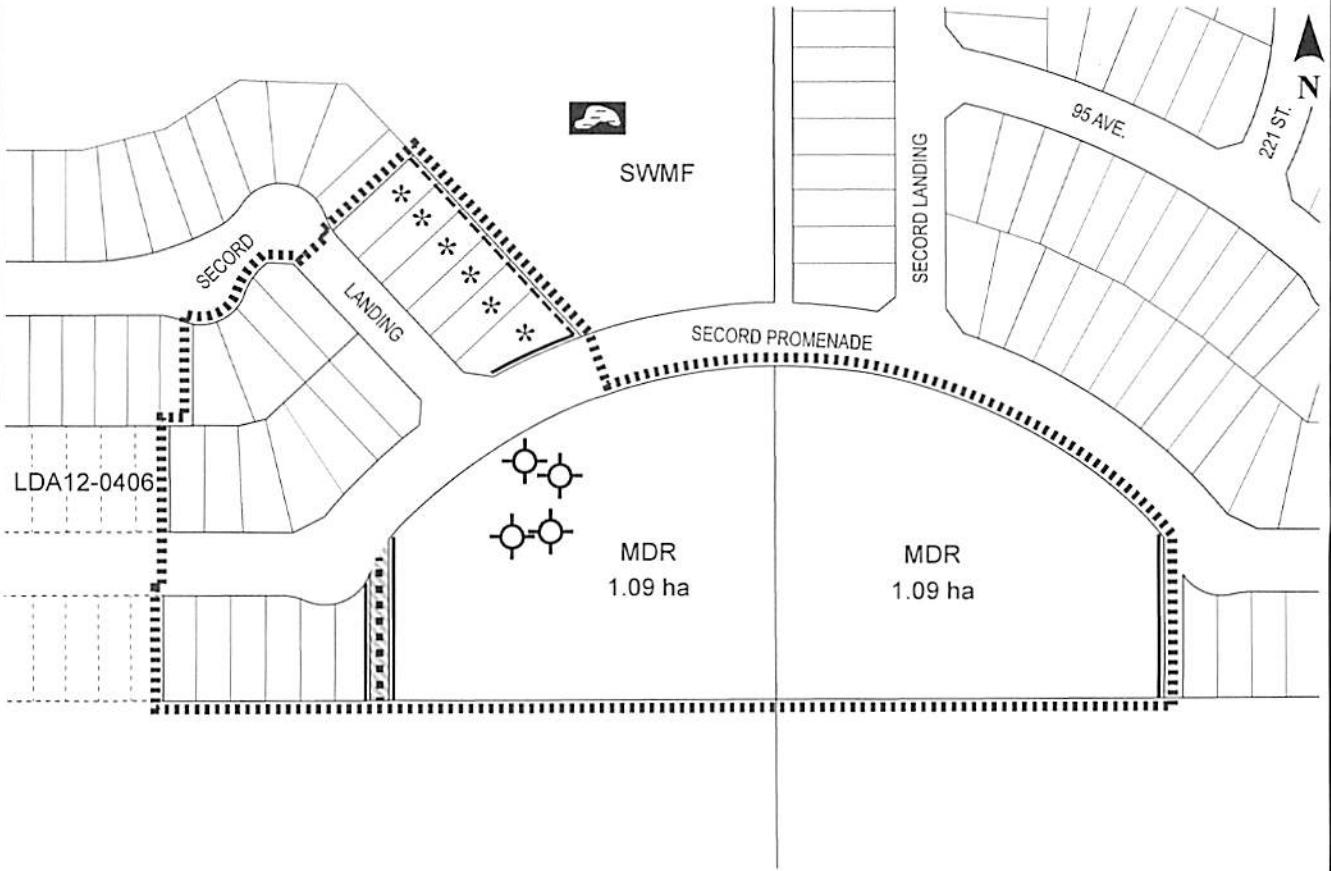 N
95 AVE.
221 ST.
SWMF
SECORD LANDING
SECORD
LANDING
SECORD PROMENADE
LDA12-0406
MDR
1.09 ha
MDR
1.09 ha